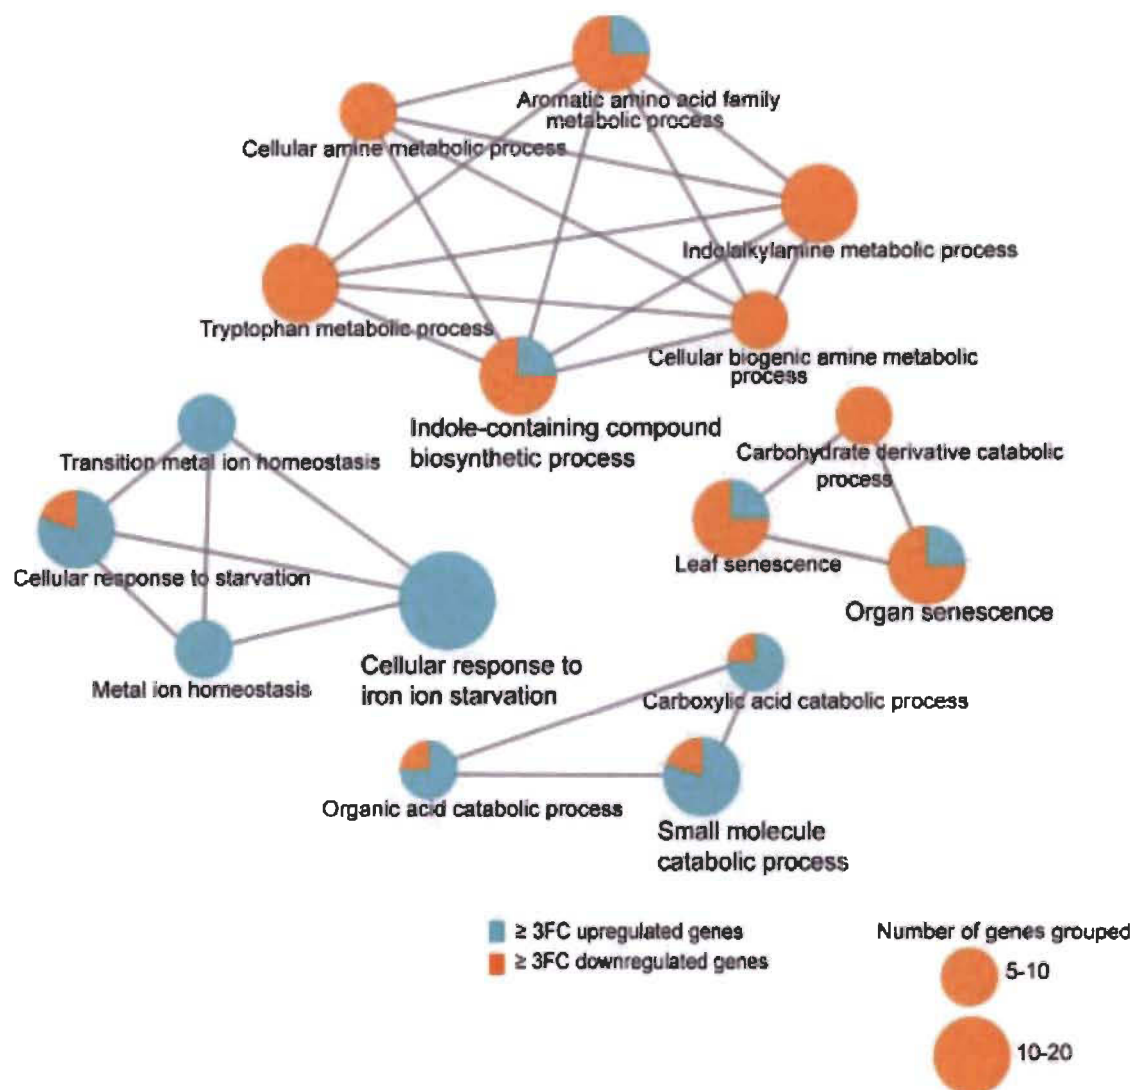 Aromatic amino acid family
metabolic process
Cellular amine metabolic process
Indolalkylamine metabolic process
Tryptophan metabolic process
Cellular biogenic amine metabolic
process
Indole-containing compound
biosynthetic process
Transition metal ion homeostasis
Carbohydrate derivative catabolic
process
Cellular response to starvation
Leaf senescence
Organ senescence
Metal ion homeostasis
Cellular response to
iron ion starvation
Carboxylic acid catabolic process
Organic acid catabolic process
Small molecule
catabolic process
≥ 3FC upregulated genes
≥ 3FC downregulated genes
Number of genes grouped
5-10
10-20